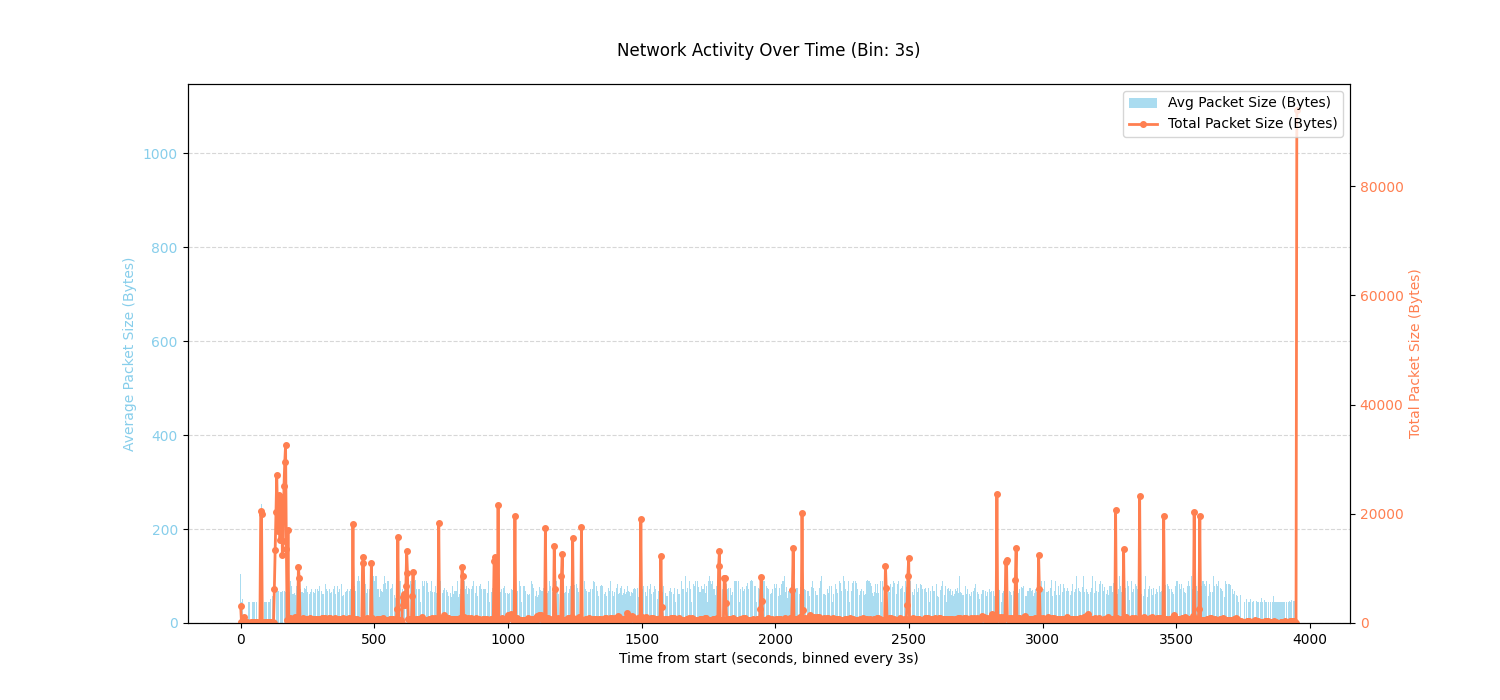 Network Activity Over Time (Bin: 3s)
Avg Packet Size (Bytes)
Total Packet Size (Bytes)
1000
800
600
400
200
0
Average Packet Size (Bytes)
80000
60000
40000
20000
0
Total Packet Size (Bytes)
0 500 1000 1500 2000 2500 3000 3500 4000
Time from start (seconds, binned every 3s)